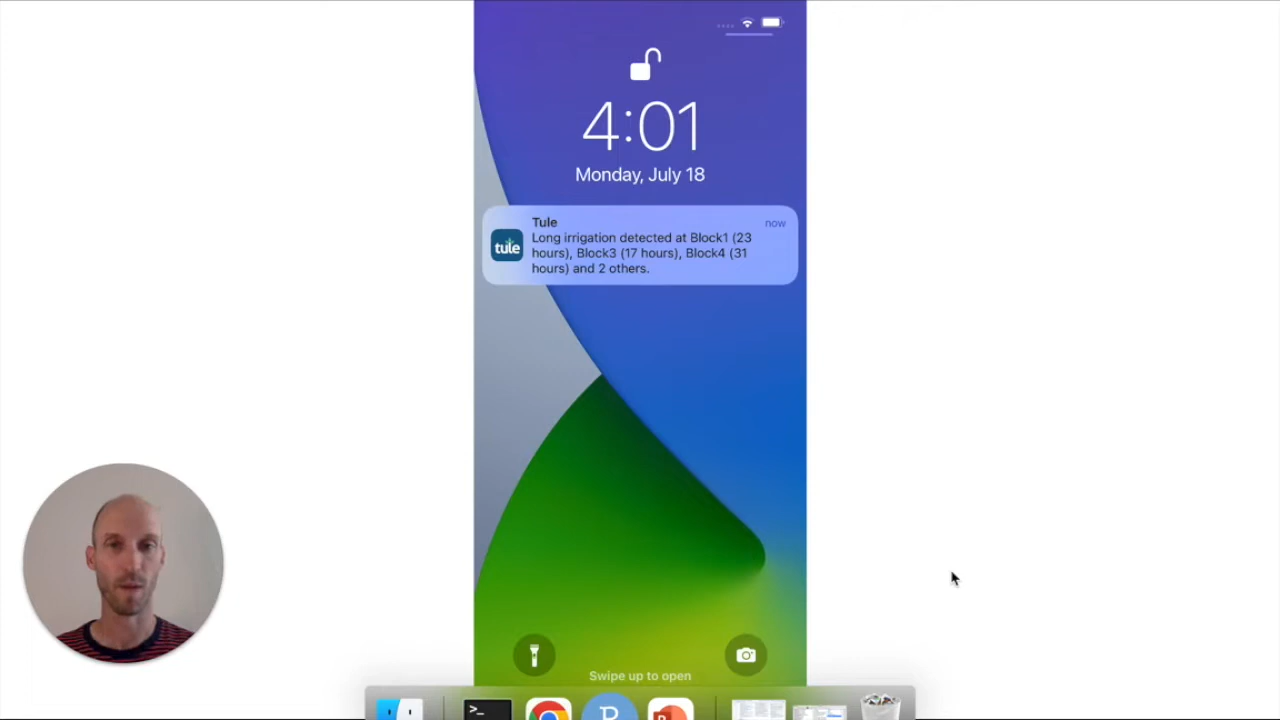 4:01
Monday, July 18
Tule
now
tule
Long irrigation detected at Block1 (23
hours), Block3 (17 hours), Block4 (31
hours) and 2 others.
Swipe up to open
>_
P